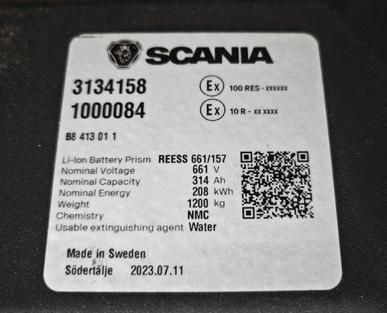 SCANIA
3134158 Ex 100 RES - xxxxxx
1000084 Ex 10 R - xx xxxx
B8 413 01 1
Li-Ion Battery Prism REESS 661/157
Nominal Voltage 661 V
Nominal Capacity 314 Ah
Nominal Energy 208 kWh
Weight 1200 kg
Chemistry NMC
Usable extinguishing agent Water
Made in Sweden
Södertälje 2023.07.11